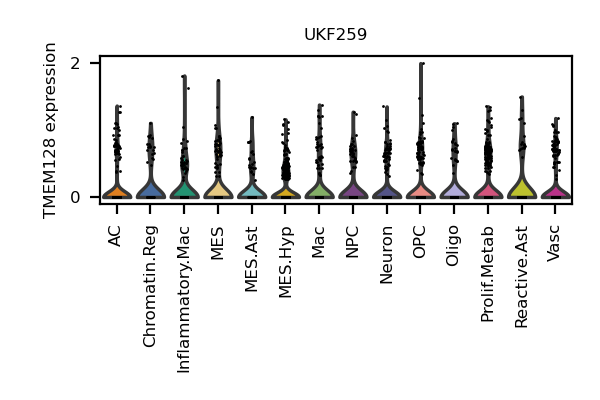 UKF259
TMEM128 expression
2
0
AC
Chromatin.Reg
Inflammatory.Mac
MES
MES.Ast
MES.Hyp
Mac
NPC
Neuron
OPC
Oligo
Prolif.Metab
Reactive.Ast
Vasc